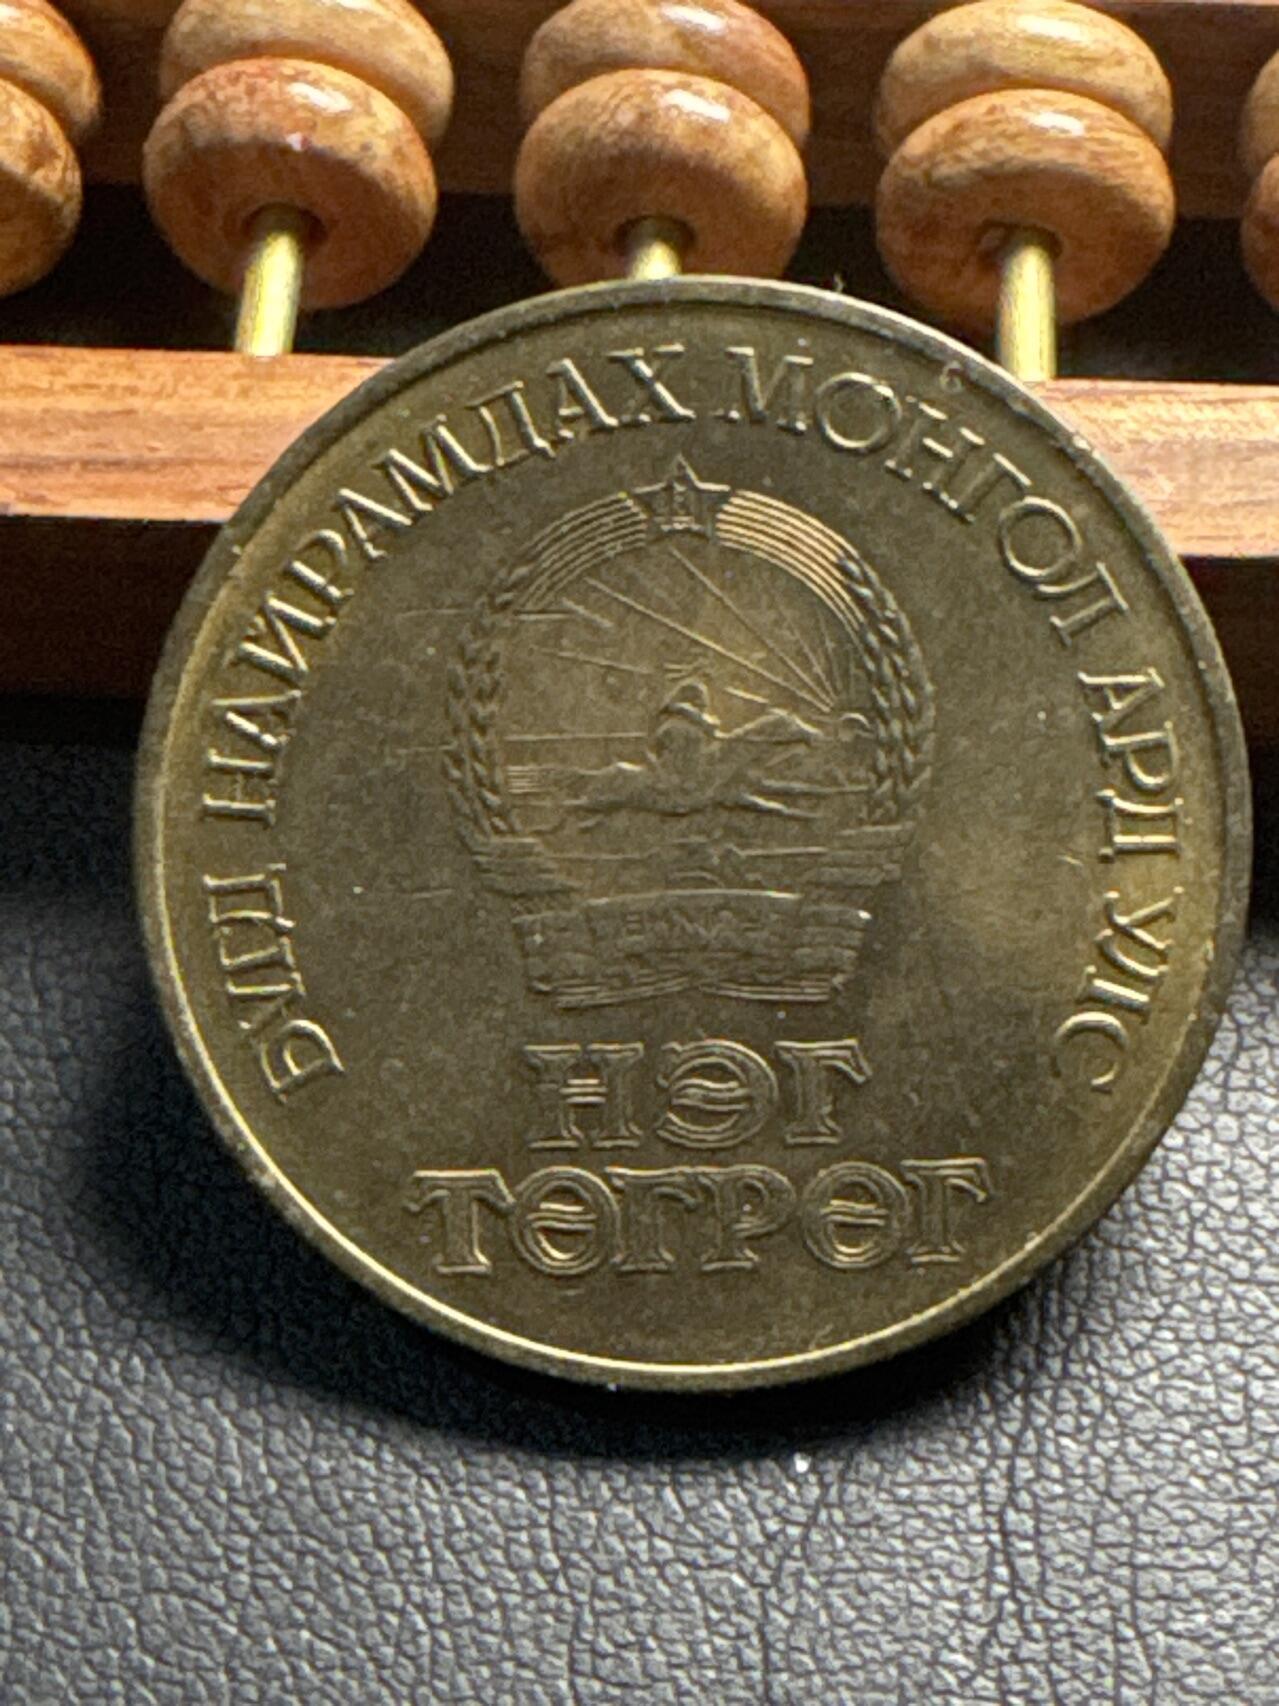 БҮГД НАЙРАМДАХ МОНГОЛ АРД УЛС
НЭГ
ТӨГРӨГ